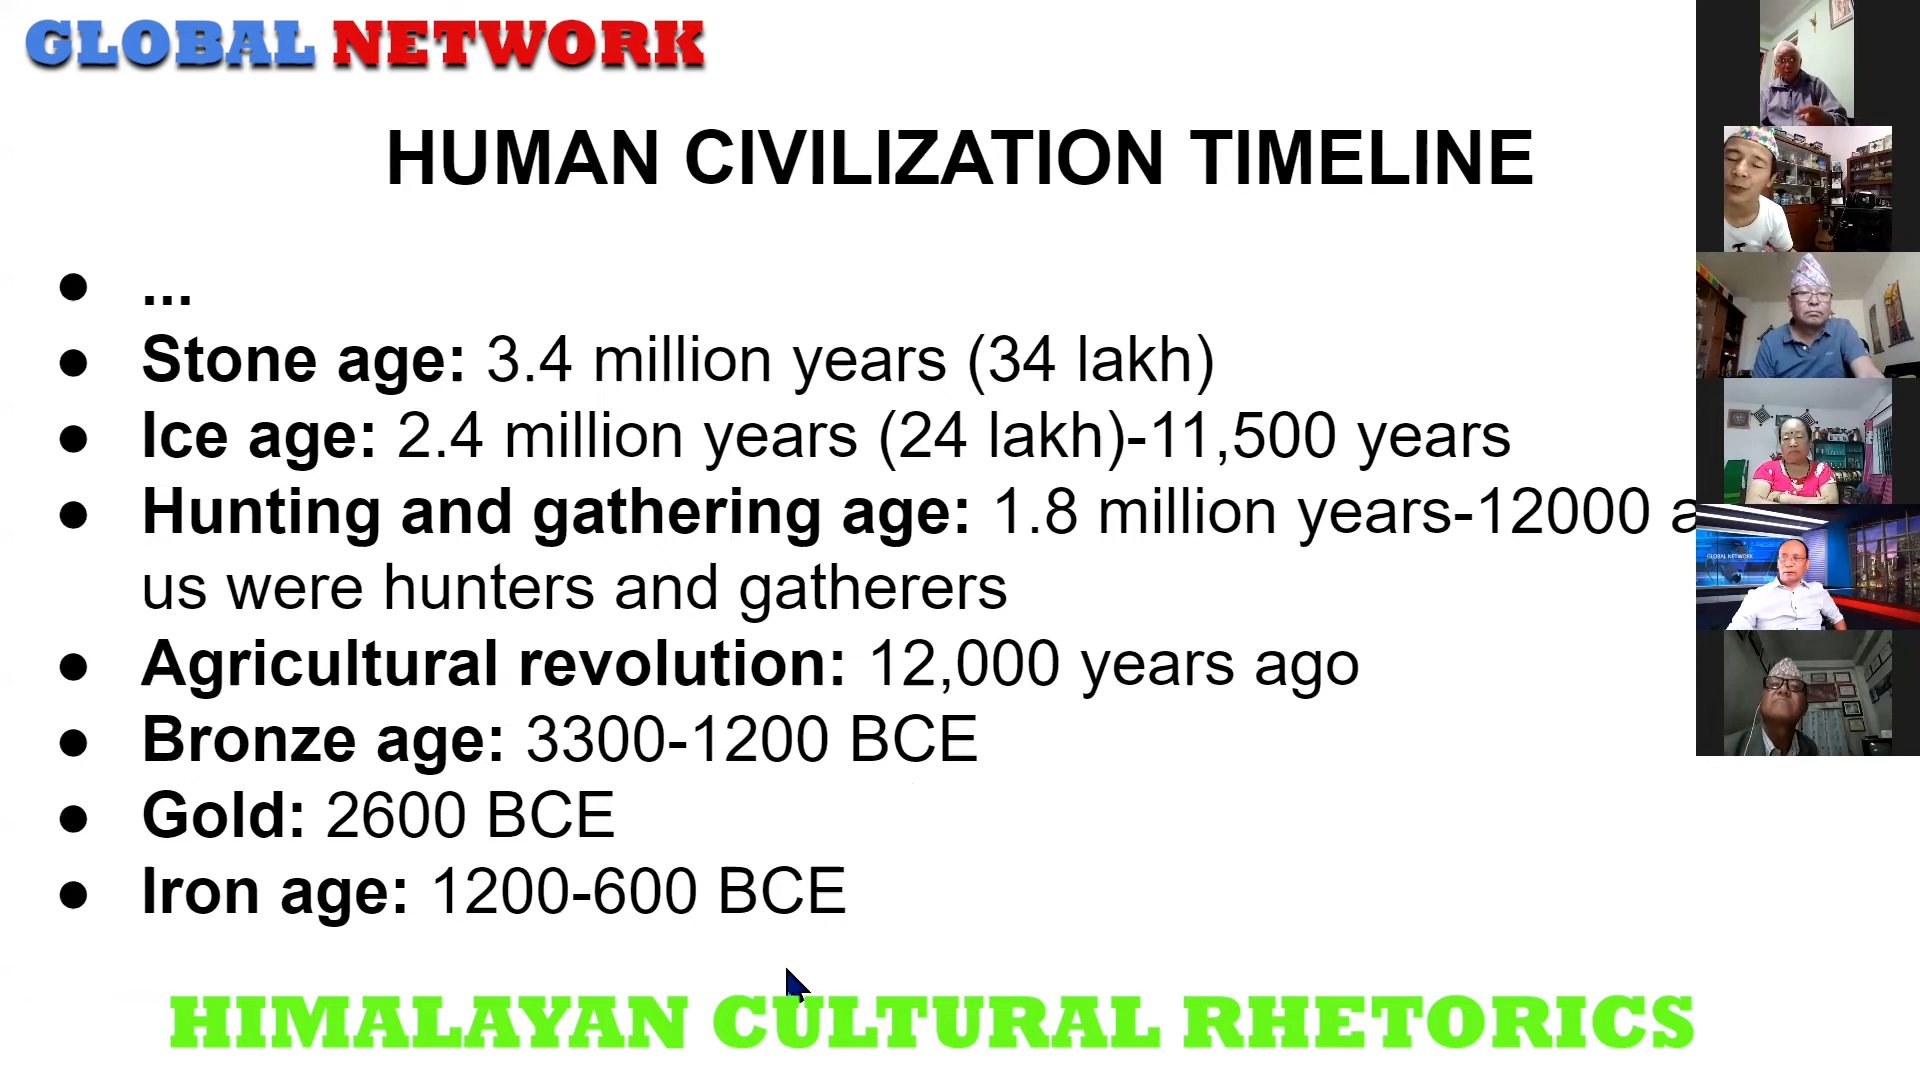 GLOBAL NETWORK
HUMAN CIVILIZATION TIMELINE
● ...
● Stone age: 3.4 million years (34 lakh)
● Ice age: 2.4 million years (24 lakh)-11,500 years
● Hunting and gathering age: 1.8 million years-12000 a
us were hunters and gatherers
● Agricultural revolution: 12,000 years ago
● Bronze age: 3300-1200 BCE
● Gold: 2600 BCE
● Iron age: 1200-600 BCE
HIMALAYAN CULTURAL RHETORICS
GLOBAL NETWORK